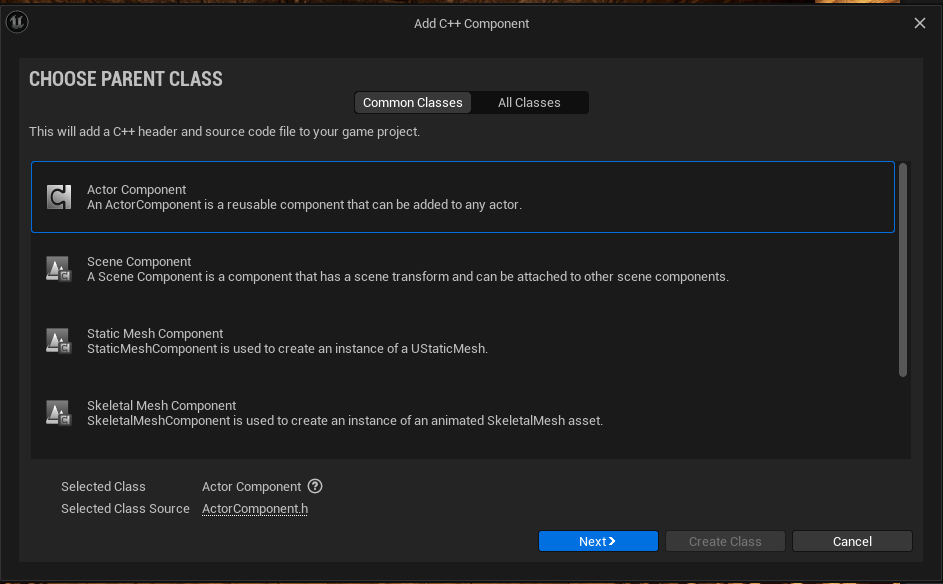 Add C++ Component
CHOOSE PARENT CLASS
Common Classes
All Classes
This will add a C++ header and source code file to your game project.
Actor Component
An ActorComponent is a reusable component that can be added to any actor.
Scene Component
A Scene Component is a component that has a scene transform and can be attached to other scene components.
Static Mesh Component
StaticMeshComponent is used to create an instance of a UStaticMesh.
Skeletal Mesh Component
SkeletalMeshComponent is used to create an instance of an animated SkeletalMesh asset.
Selected Class Actor Component
Selected Class Source ActorComponent.h
Next
Create Class
Cancel